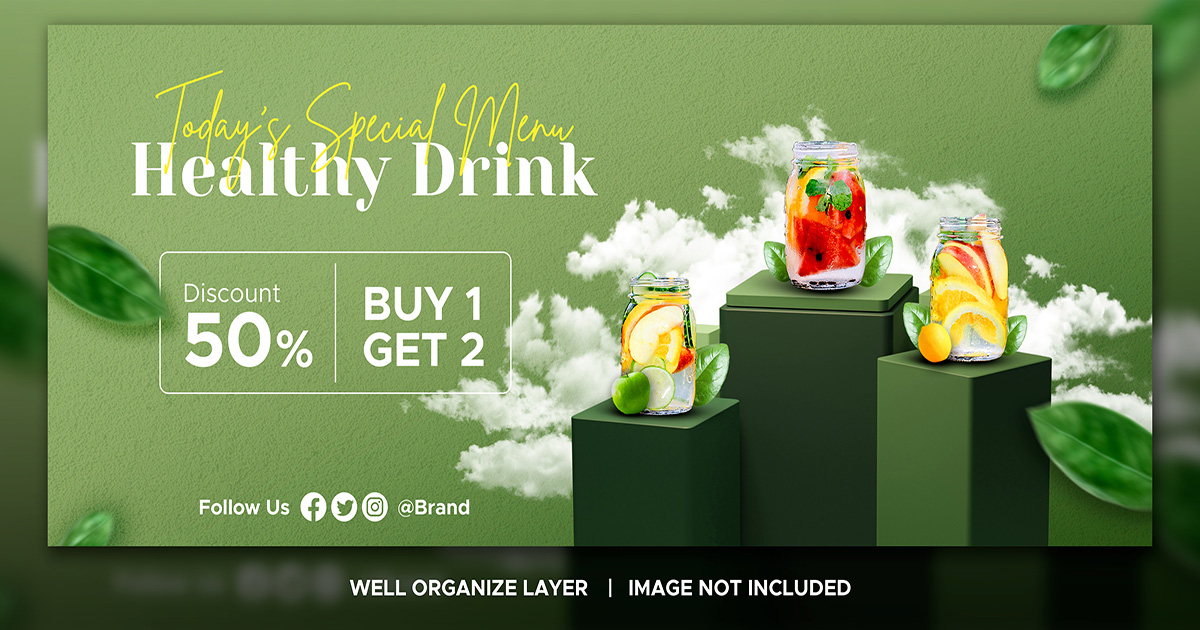 Today's Special Menu
Healthy Drink
Discount
50%
BUY 1
GET 2
Follow Us @Brand
WELL ORGANIZE LAYER | IMAGE NOT INCLUDED